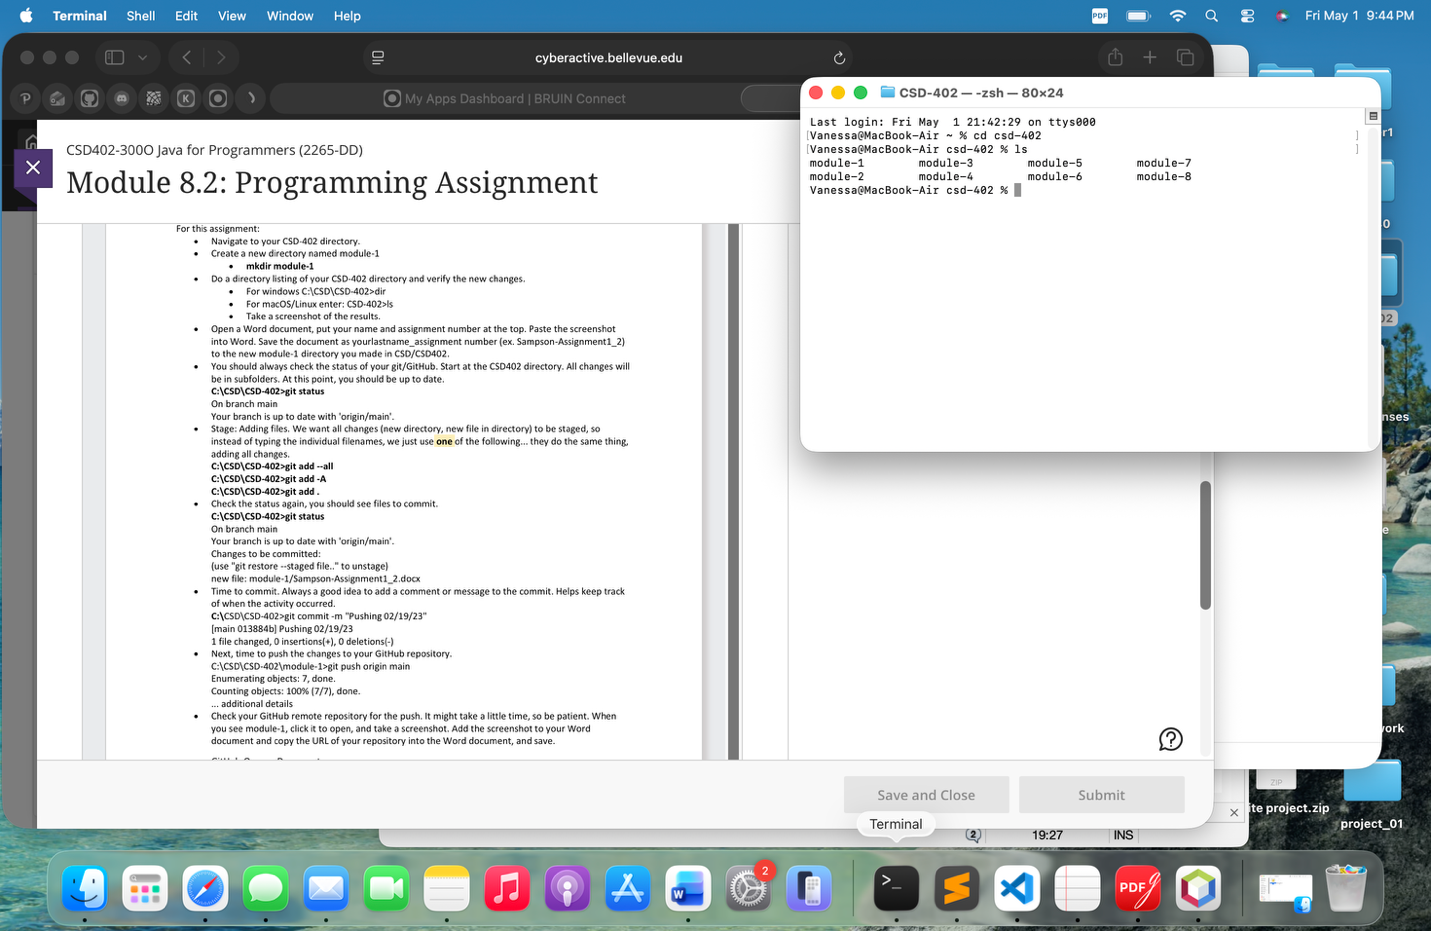 Terminal Shell Edit View Window Help
PDF
Fri May 1 9:44 PM
cyberactive.bellevue.edu
K
My Apps Dashboard | BRUIN Connect
CSD402-300O Java for Programmers (2265-DD)
Module 8.2: Programming Assignment
For this assignment:
• Navigate to your CSD-402 directory.
• Create a new directory named module-1
• mkdir module-1
• Do a directory listing of your CSD-402 directory and verify the new changes.
• For windows C:\CSD\CSD-402>dir
• For macOS/Linux enter: CSD-402>ls
• Take a screenshot of the results.
• Open a Word document, put your name and assignment number at the top. Paste the screenshot
into Word. Save the document as yourlastname_assignment number (ex. Sampson-Assignment1_2)
to the new module-1 directory you made in CSD/CSD402.
• You should always check the status of your git/GitHub. Start at the CSD402 directory. All changes will
be in subfolders. At this point, you should be up to date.
C:\CSD\CSD-402>git status
On branch main
Your branch is up to date with 'origin/main'.
• Stage: Adding files. We want all changes (new directory, new file in directory) to be staged, so
instead of typing the individual filenames, we just use one of the following... they do the same thing,
adding all changes.
C:\CSD\CSD-402>git add --all
C:\CSD\CSD-402>git add -A
C:\CSD\CSD-402>git add .
• Check the status again, you should see files to commit.
C:\CSD\CSD-402>git status
On branch main
Your branch is up to date with 'origin/main'.
Changes to be committed:
(use "git restore --staged file.." to unstage)
new file: module-1/Sampson-Assignment1_2.docx
• Time to commit. Always a good idea to add a comment or message to the commit. Helps keep track
of when the activity occurred.
C:\CSD\CSD-402>git commit -m "Pushing 02/19/23"
[main 013884b] Pushing 02/19/23
1 file changed, 0 insertions(+), 0 deletions(-)
• Next, time to push the changes to your GitHub repository.
C:\CSD\CSD-402\module-1>git push origin main
Enumerating objects: 7, done.
Counting objects: 100% (7/7), done.
... additional details
• Check your GitHub remote repository for the push. It might take a little time, so be patient. When
you see module-1, click it to open, and take a screenshot. Add the screenshot to your Word
document and copy the URL of your repository into the Word document, and save.
Save and Close
Submit
Terminal
CSD-402 — -zsh — 80×24
Last login: Fri May  1 21:42:29 on ttys000
[Vanessa@MacBook-Air ~ % cd csd-402 ]
[Vanessa@MacBook-Air csd-402 % ls ]
module-1 module-3 module-5 module-7
module-2 module-4 module-6 module-8
Vanessa@MacBook-Air csd-402 %
r1
0
02
nses
e
ork
ZIP
ite project.zip
project_01
2
19:27
INS
W
2
>_
PDF